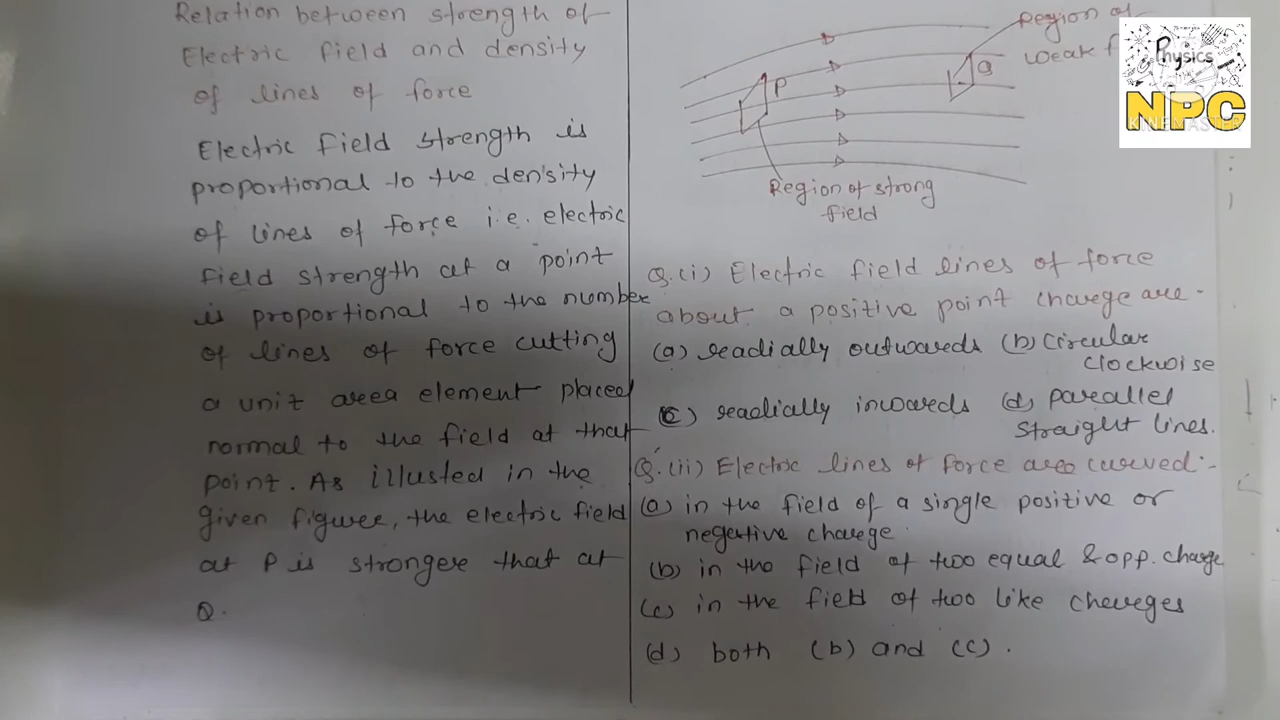 Relation between strength of
Electric field and density
of lines of force
Electric field strength is
proportional to the density
of lines of force i.e. electric
field strength at a point
is proportional to the number
of lines of force cutting
a unit area element placed
normal to the field at that
point. As illusted in the
given figure, the electric field
at P is stronger that at
Q.
Region of
weak f
P
Q
Region of strong
field
Q.(i) Electric field lines of force
about a positive point charge are-
(a) readially outwards (b) circular
clockwise
(c) readially inwards (d) parallel
straight lines.
Q.(ii) Electric lines of force area curved:-
(a) in the field of a single positive or
negative charge
(b) in the field of two equal & opp. charge
(c) in the field of two like charges
(d) both (b) and (c).
Physics
NPC
KINEMASTER